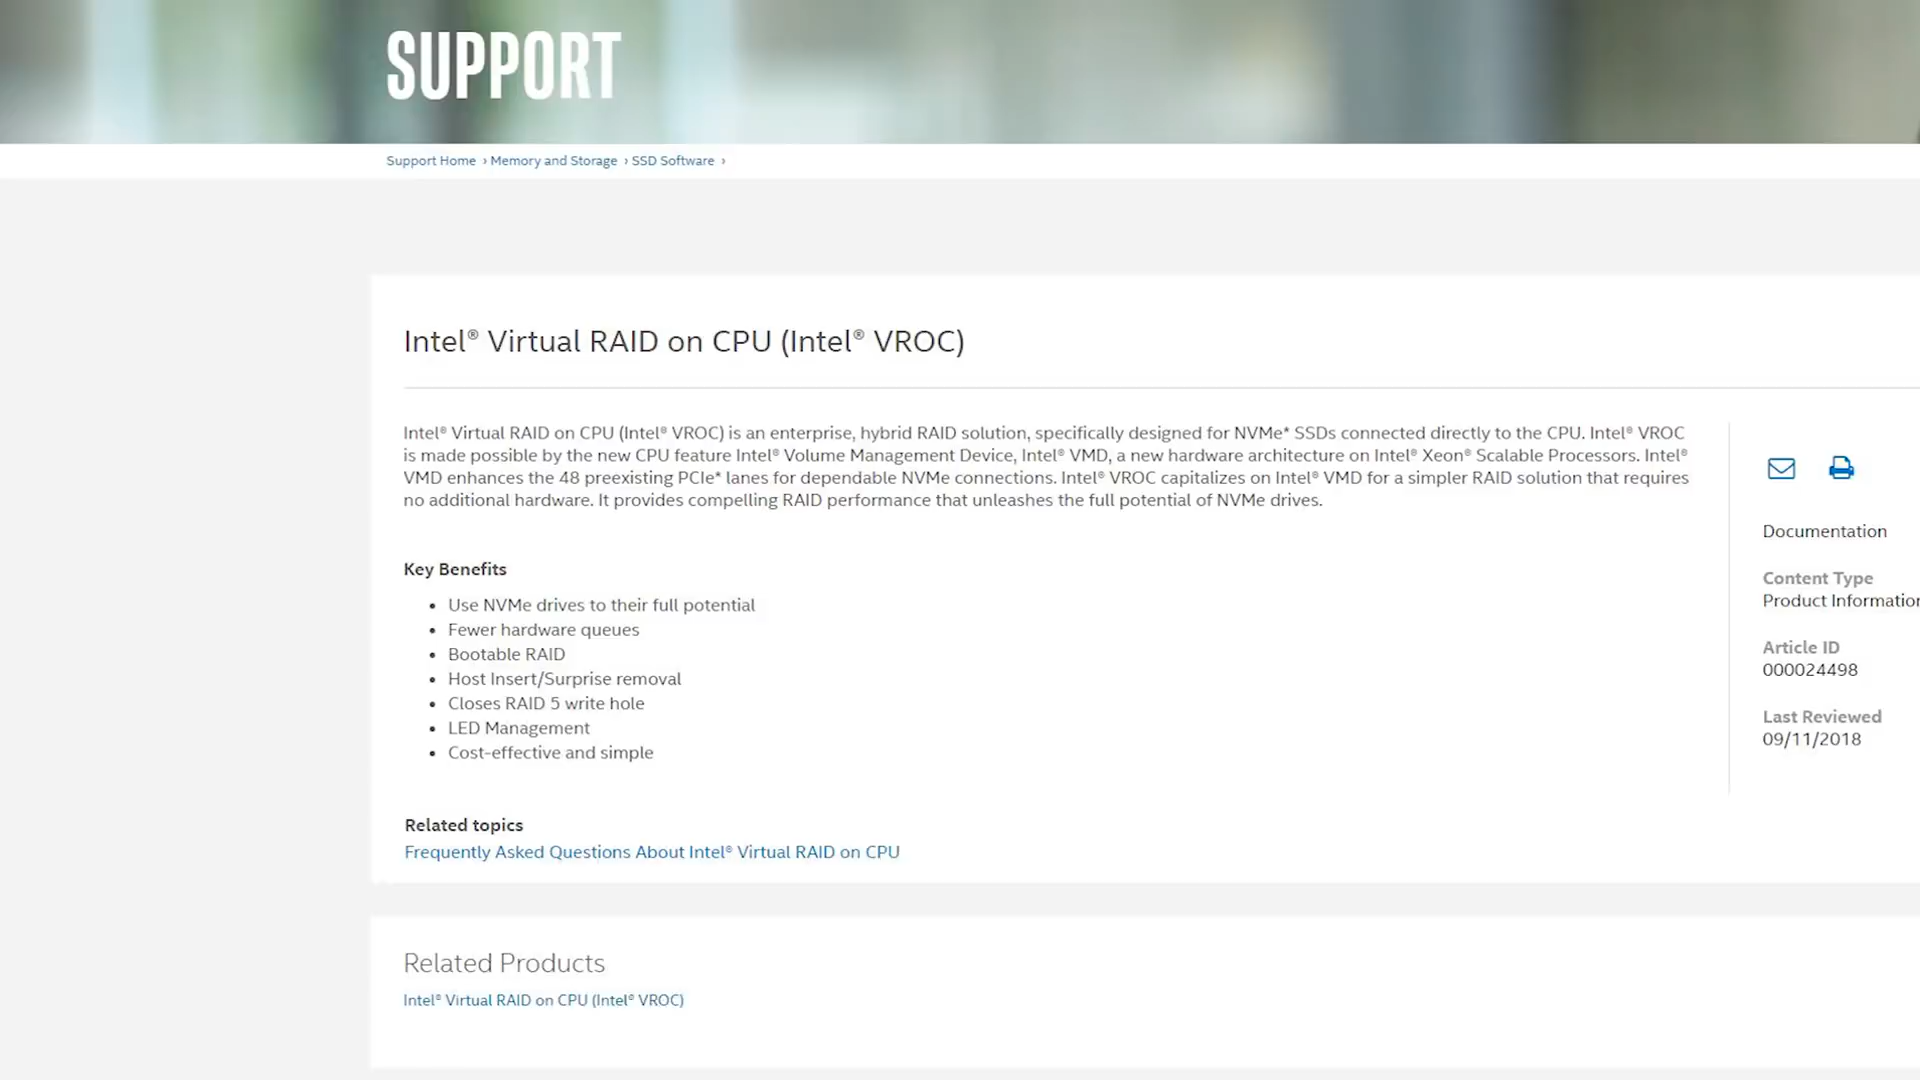 SUPPORT
Support Home › Memory and Storage › SSD Software ›
Intel® Virtual RAID on CPU (Intel® VROC)
Intel® Virtual RAID on CPU (Intel® VROC) is an enterprise, hybrid RAID solution, specifically designed for NVMe* SSDs connected directly to the CPU. Intel® VROC
is made possible by the new CPU feature Intel® Volume Management Device, Intel® VMD, a new hardware architecture on Intel® Xeon® Scalable Processors. Intel®
VMD enhances the 48 preexisting PCIe* lanes for dependable NVMe connections. Intel® VROC capitalizes on Intel® VMD for a simpler RAID solution that requires
no additional hardware. It provides compelling RAID performance that unleashes the full potential of NVMe drives.
Key Benefits
• Use NVMe drives to their full potential
• Fewer hardware queues
• Bootable RAID
• Host Insert/Surprise removal
• Closes RAID 5 write hole
• LED Management
• Cost-effective and simple
Related topics
Frequently Asked Questions About Intel® Virtual RAID on CPU
Documentation
Content Type
Product Information
Article ID
000024498
Last Reviewed
09/11/2018
Related Products
Intel® Virtual RAID on CPU (Intel® VROC)